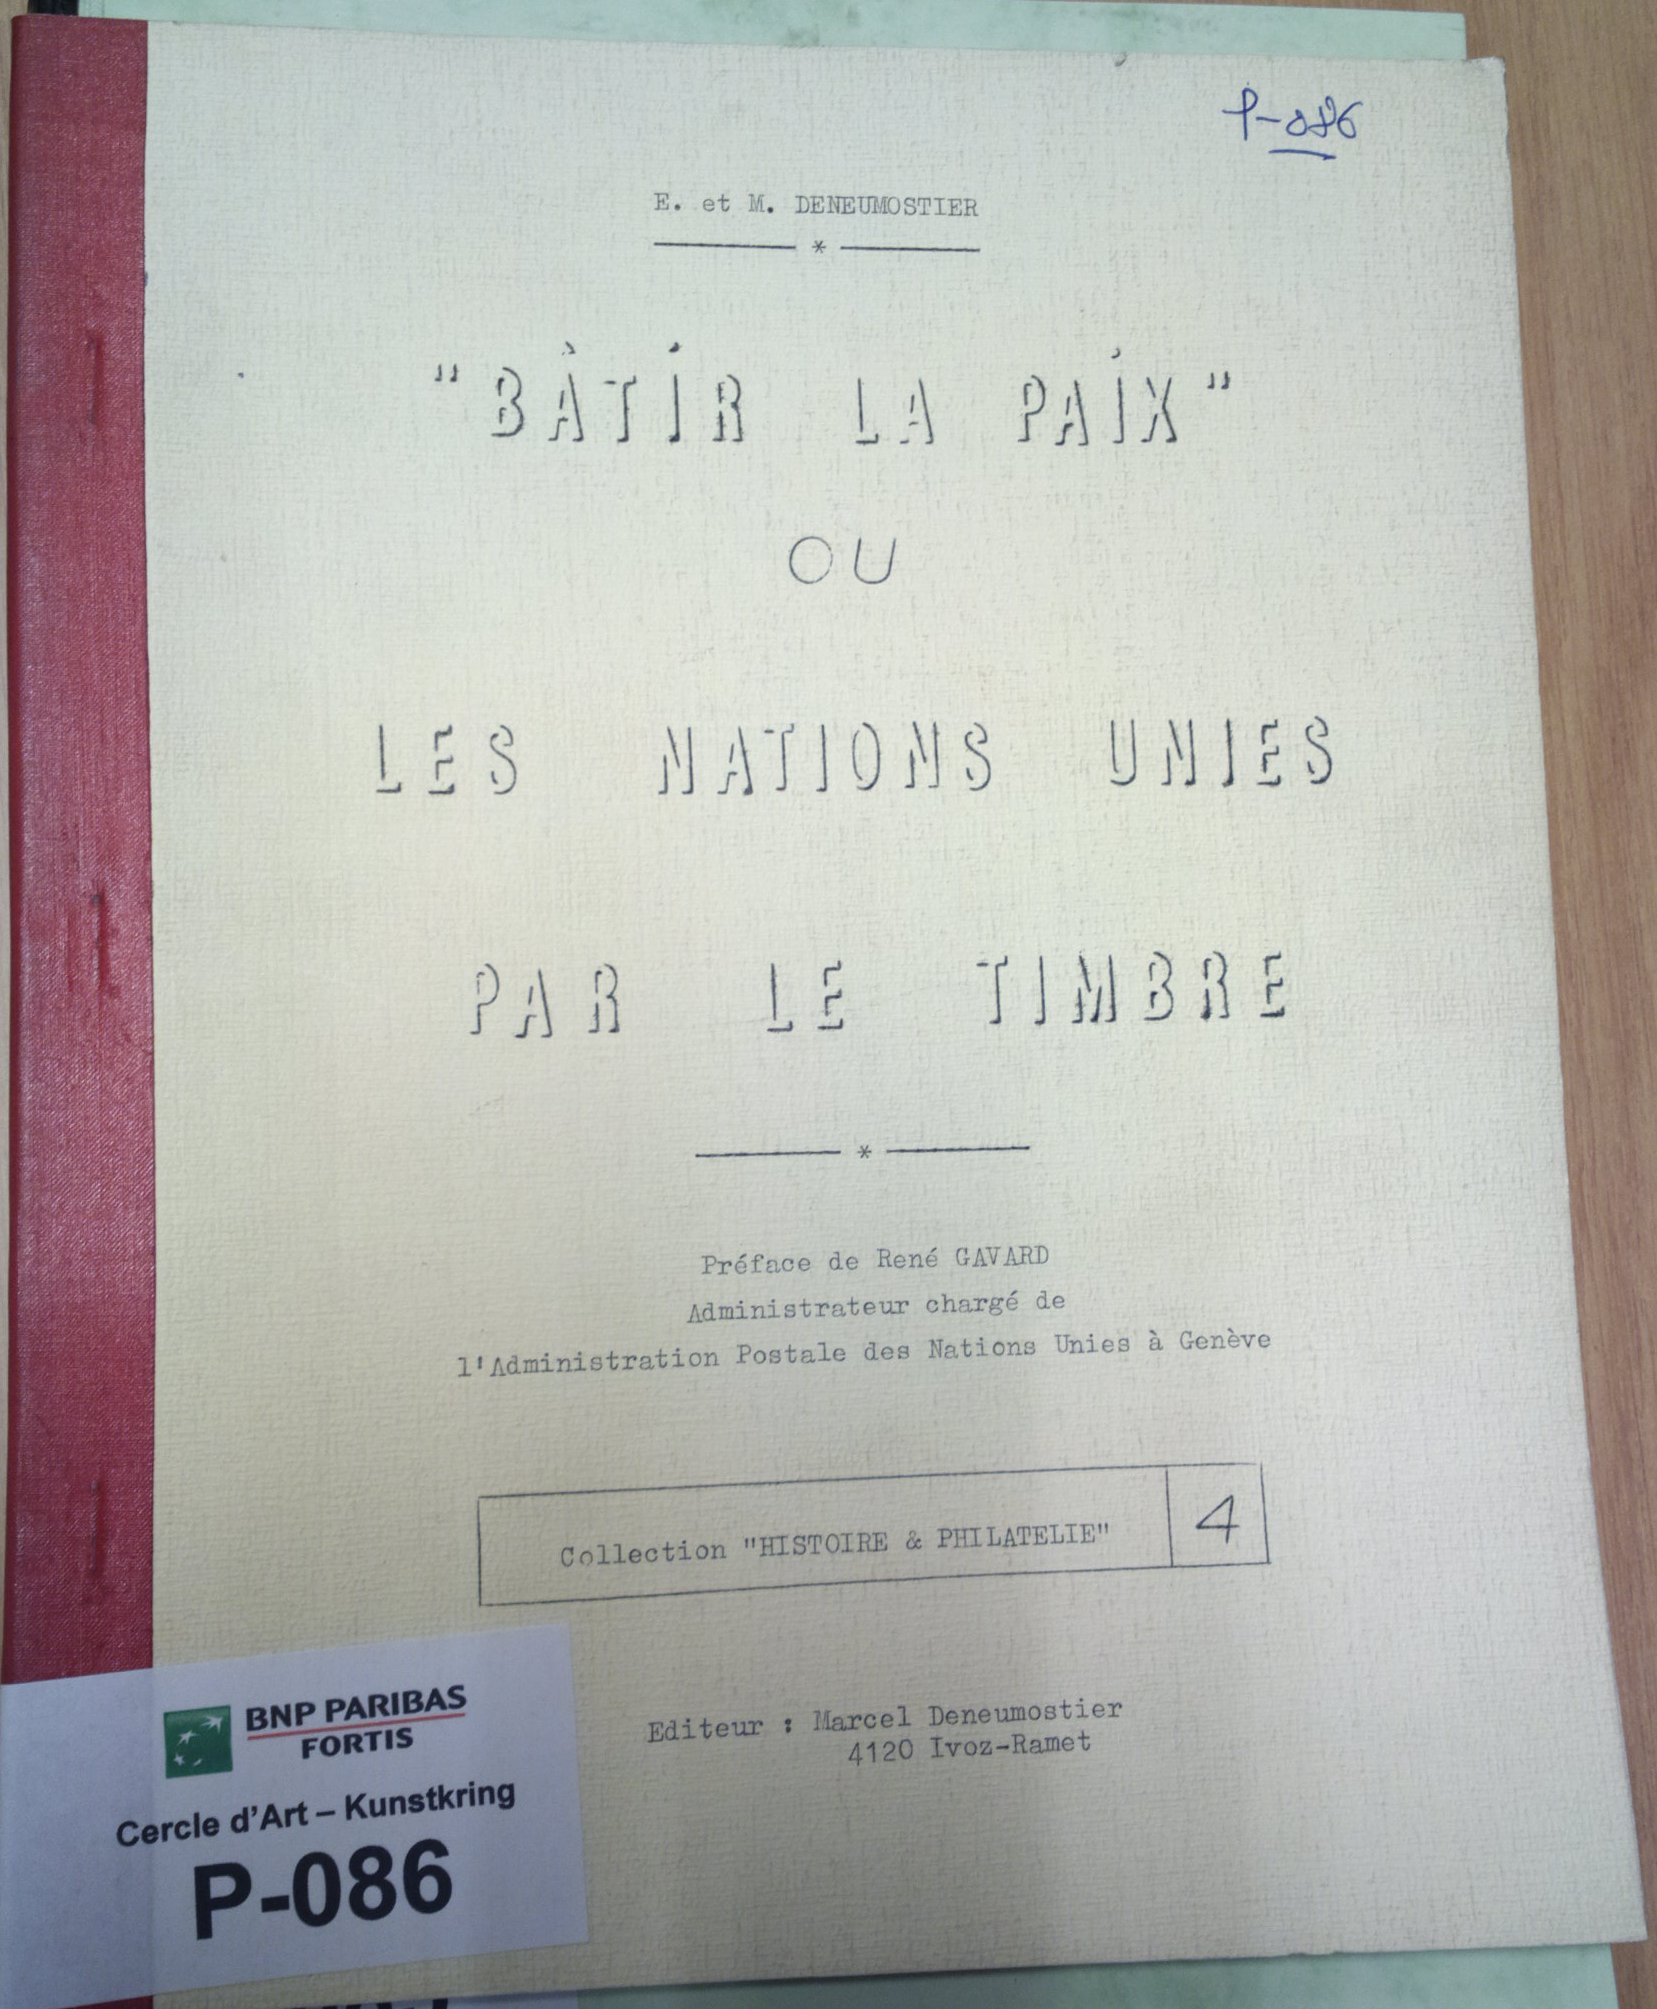 P-086
E. et M. DENEUMOSTIER
*
"BÂTIR LA PAIX"
OU
LES NATIONS UNIES
PAR LE TIMBRE
*
Préface de René GAVARD
Administrateur chargé de
l'Administration Postale des Nations Unies à Genève
Collection "HISTOIRE & PHILATELIE" 4
Editeur : Marcel Deneumostier
4120 Ivoz-Ramet
BNP PARIBAS
FORTIS
Cercle d'Art – Kunstkring
P-086